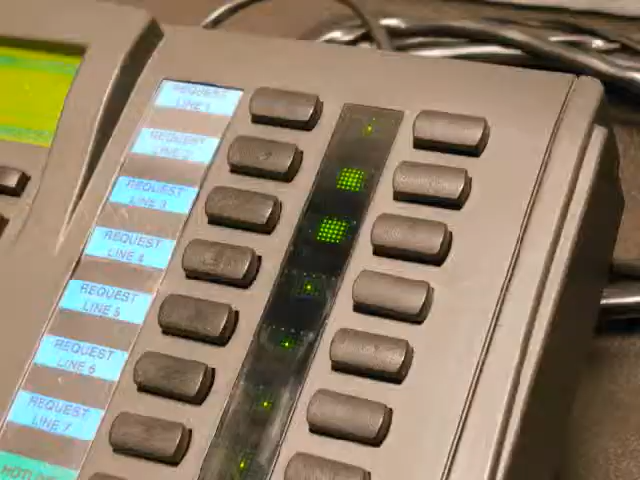 REQUEST
LINE 1
REQUEST
LINE 2
REQUEST
LINE 3
REQUEST
LINE 4
REQUEST
LINE 5
REQUEST
LINE 6
REQUEST
LINE 7
HOTLINE